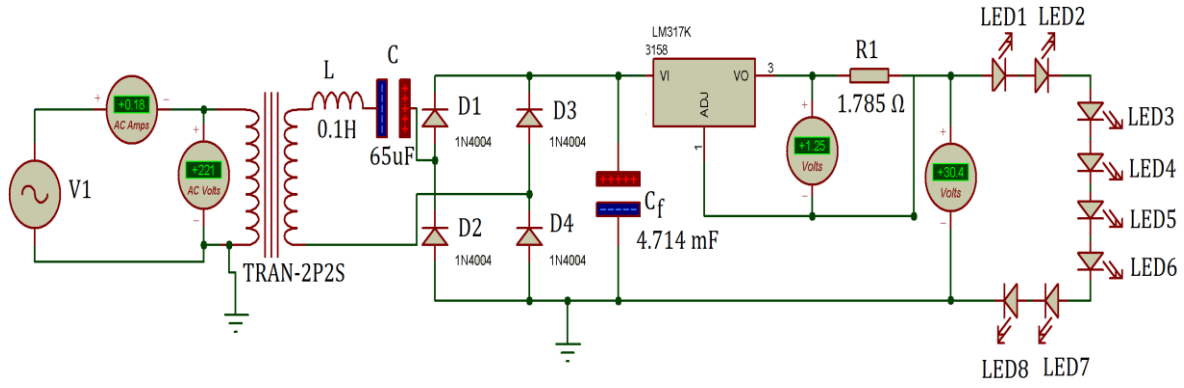 LM317K
3158
VI
VO
3
ADJ
1
R1
1.785 Ω
LED1
LED2
LED3
LED4
LED5
LED6
LED7
LED8
L
0.1H
C
65uF
D1
1N4004
D3
1N4004
D2
1N4004
D4
1N4004
+0.18
AC Amps
+221
AC Volts
V1
TRAN-2P2S
Cf
4.714 mF
+1.25
Volts
+30.4
Volts